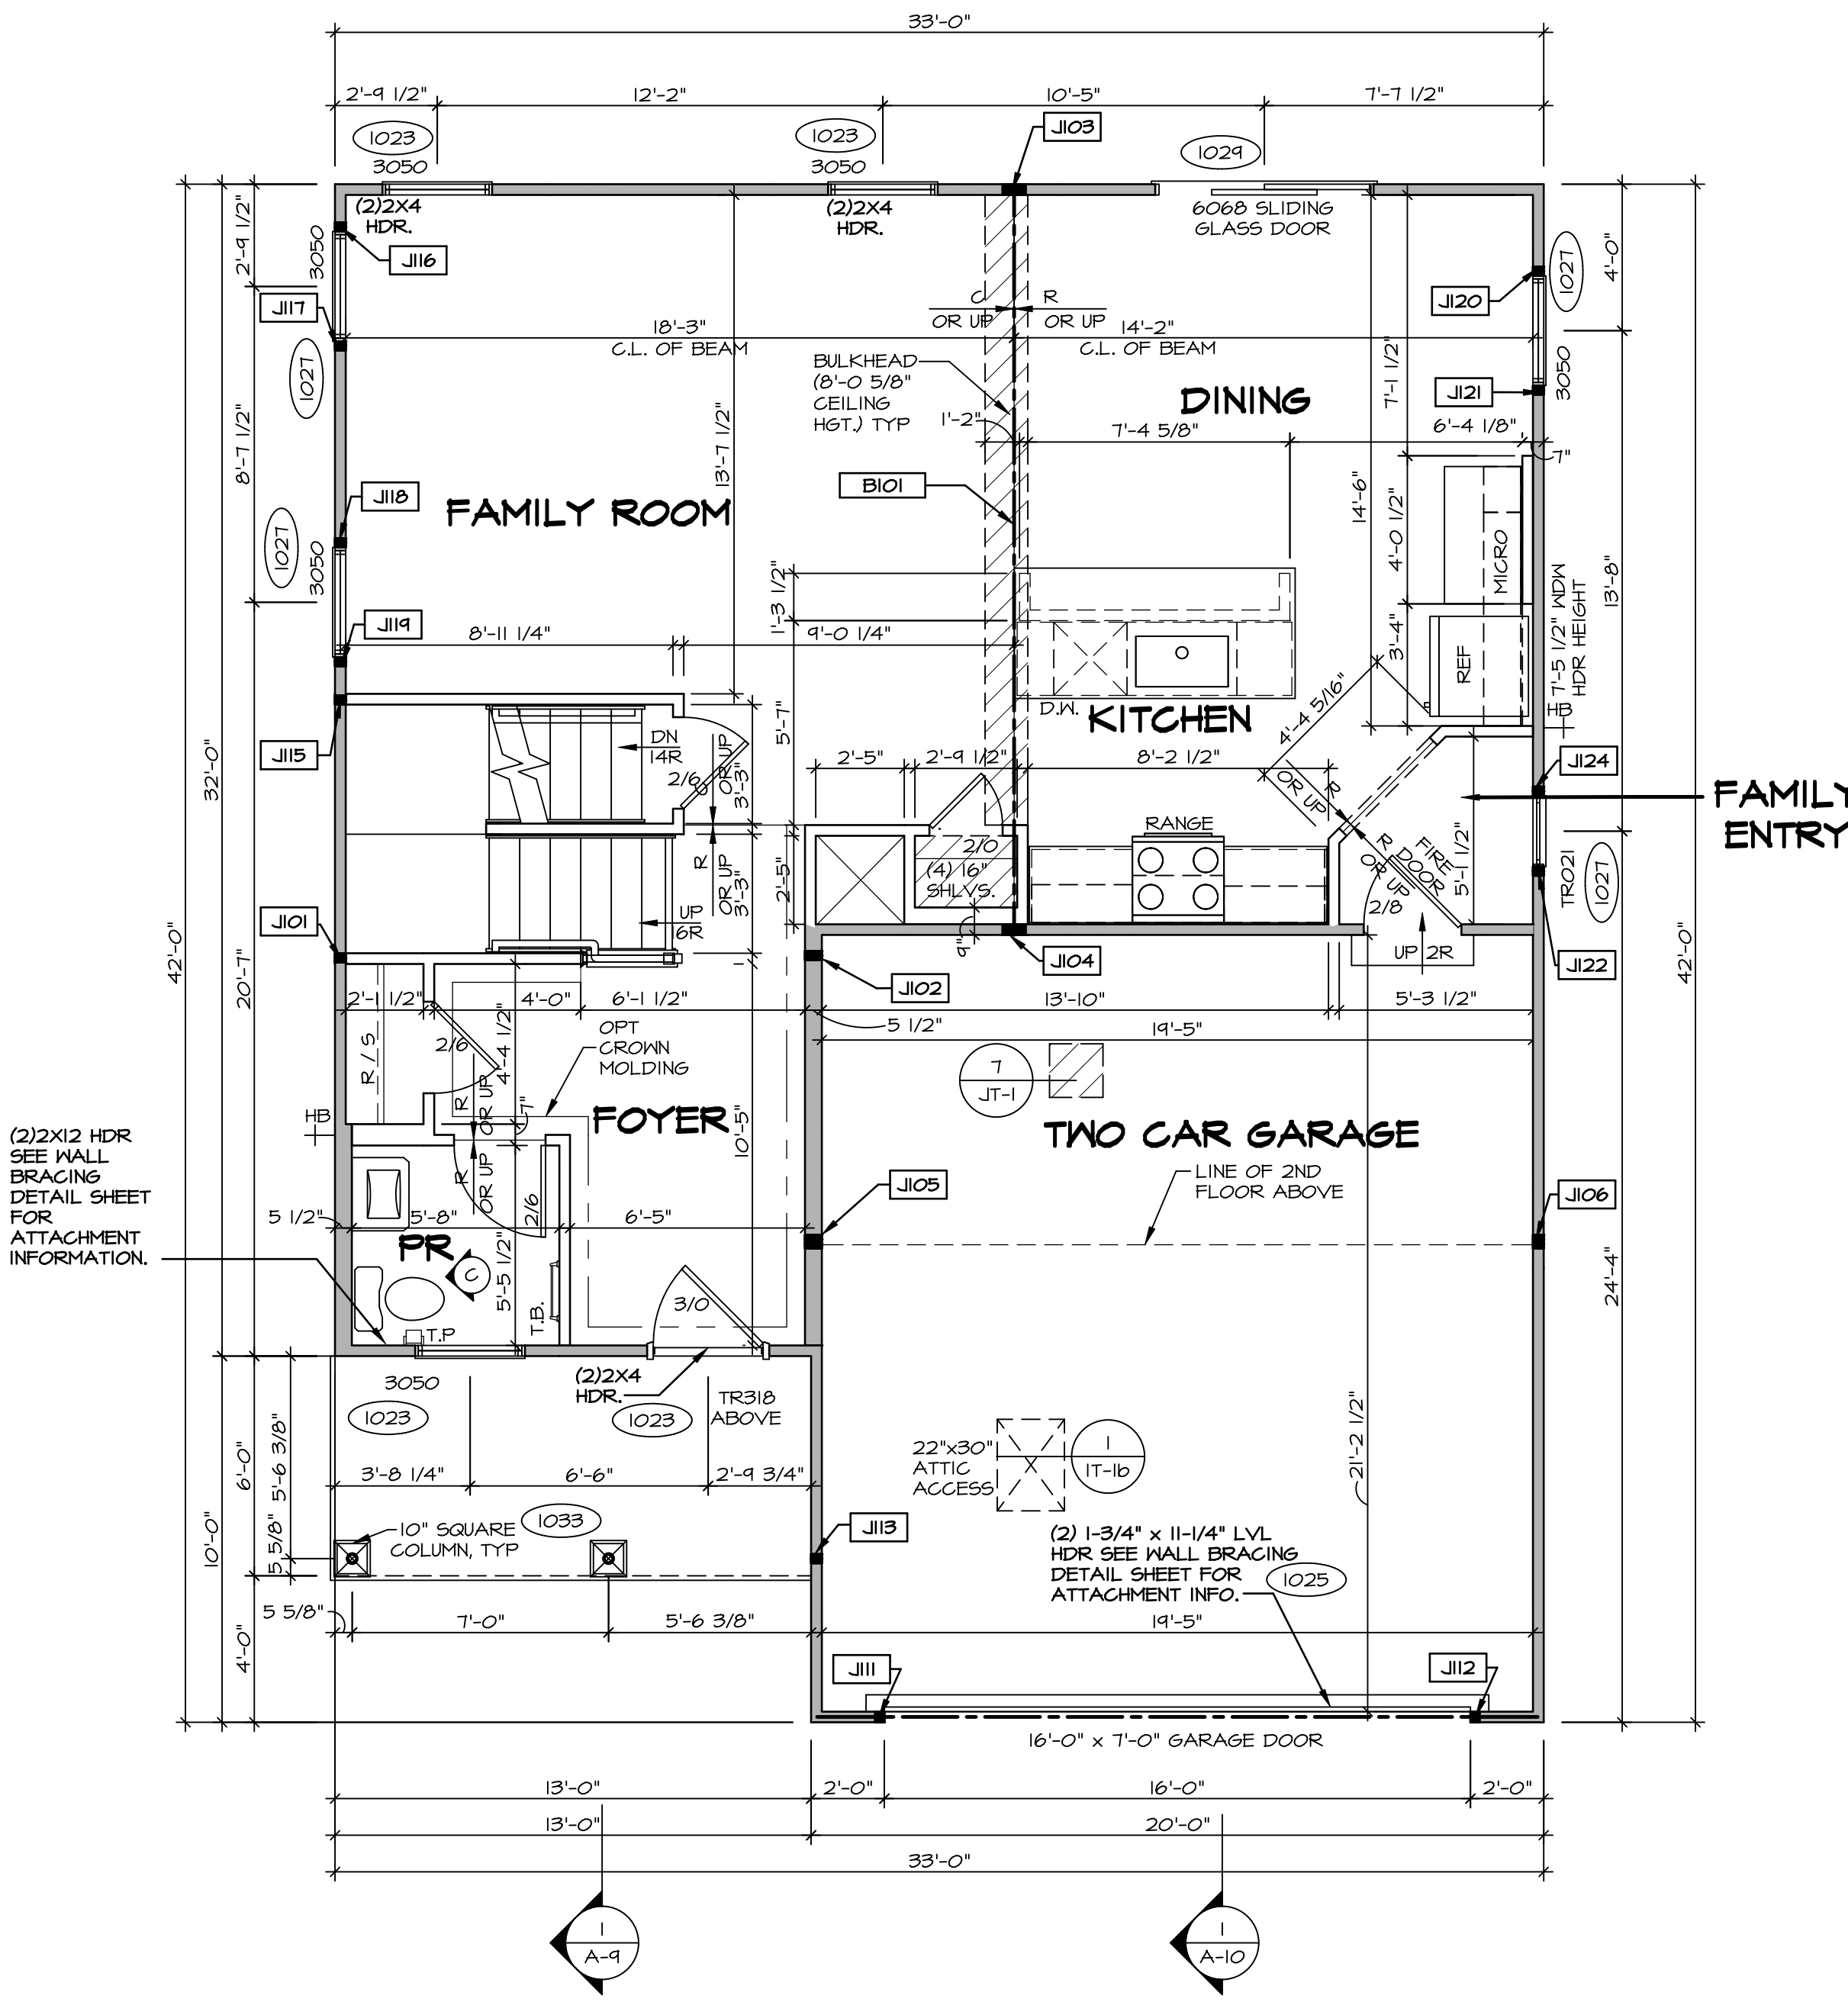 33'-0"
2'-9 1/2"
12'-2"
10'-5"
7'-7 1/2"
1023
1023
J103
1029
3050
3050
(2)2X4
HDR.
(2)2X4
HDR.
6068 SLIDING
GLASS DOOR
2'-9 1/2"
3050
J116
J117
1027
4'-0"
1027
J120
C
OR UP
R
OR UP
18'-3"
C.L. OF BEAM
14'-2"
C.L. OF BEAM
BULKHEAD
(8'-0 5/8"
CEILING
HGT.) TYP
DINING
7'-1 1/2"
J121
3050
1'-2"
7'-4 5/8"
6'-4 1/8"
7"
8'-7 1/2"
13'-7 1/2"
J118
FAMILY ROOM
B101
14'-6"
4'-0 1/2"
MICRO
1027
3050
13'-8"
7'-5 1/2" WDW
HDR HEIGHT
J119
8'-11 1/4"
1'-3 1/2"
9'-0 1/4"
3'-4"
REF
D.W.
KITCHEN
4'-4 5/16"
HB
J115
DN
14R
2/6
R
OR UP
3'-3"
5'-7"
2'-5"
2'-9 1/2"
8'-2 1/2"
R
OR UP
J124
FAMILY
ENTRY
32'-0"
RANGE
2/0
(4) 16"
SHLVS.
R
OR UP
3'-3"
2'-5"
R
OR UP
FIRE
DOOR
5'-1 1/2"
2/8
TR021
1027
J101
UP
16R
9"
J104
UP 2R
J122
42'-0"
20'-7"
42'-0"
J102
2'-1 1/2"
4'-0"
6'-1 1/2"
13'-10"
5'-3 1/2"
5 1/2"
19'-5"
R / S
2/6
4'-4 1/2"
OPT
CROWN
MOLDING
7
JT-1
R
OR UP
7"
FOYER
10'-5"
TWO CAR GARAGE
HB
(2)2X12 HDR
SEE WALL
BRACING
DETAIL SHEET
FOR
ATTACHMENT
INFORMATION.
R
OR UP
2/6
J105
LINE OF 2ND
FLOOR ABOVE
J106
5 1/2"
5'-8"
6'-5"
PR
C
5'-5 1/2"
T.B.
3/0
T.P
24'-4"
3050
1023
(2)2X4
HDR.
1023
TR318
ABOVE
21'-2 1/2"
6'-0"
5'-6 3/8"
3'-8 1/4"
6'-6"
2'-9 3/4"
22"x30"
ATTIC
ACCESS
1
1T-1b
10'-0"
5 5/8"
10" SQUARE
COLUMN, TYP
1033
J113
(2) 1-3/4" x 11-1/4" LVL
HDR SEE WALL BRACING
DETAIL SHEET FOR
ATTACHMENT INFO.
1025
5 5/8"
7'-0"
5'-6 3/8"
19'-5"
4'-0"
J111
J112
16'-0" x 7'-0" GARAGE DOOR
13'-0"
2'-0"
16'-0"
2'-0"
13'-0"
20'-0"
33'-0"
1
A-9
1
A-10